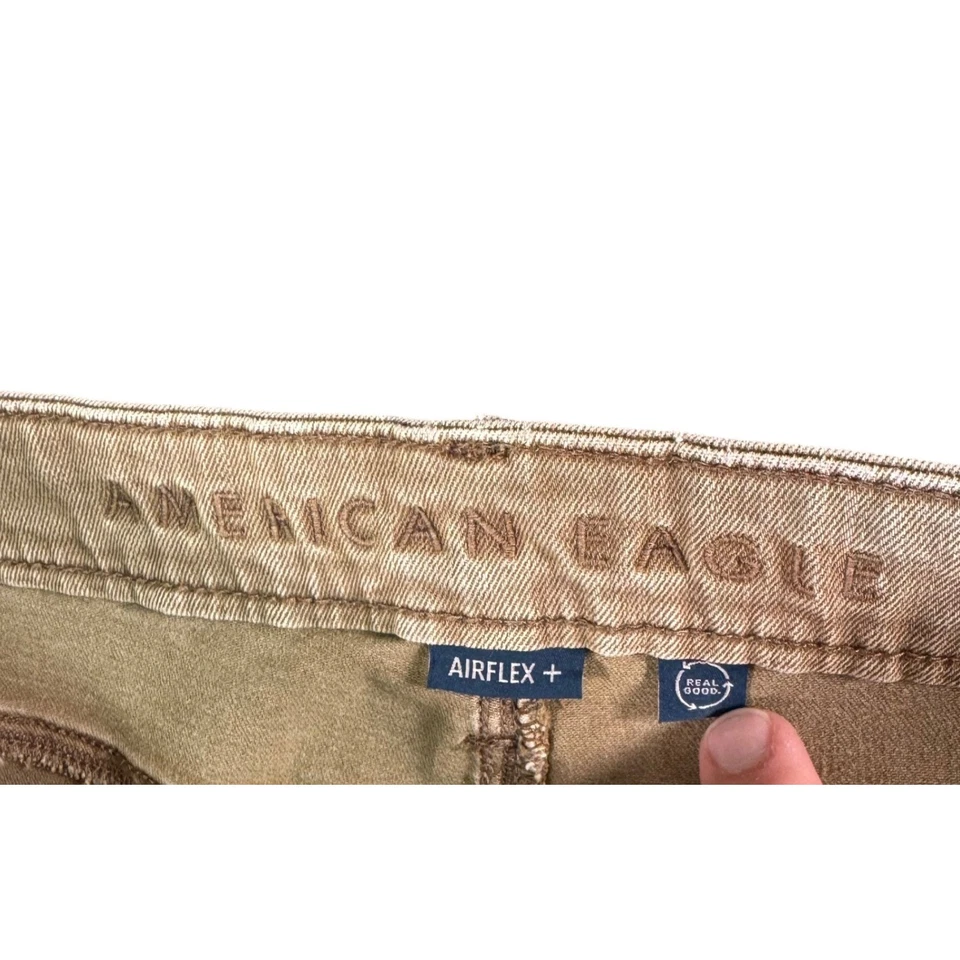 AMERICAN EAGLE
AIRFLEX +
REAL
GOOD.